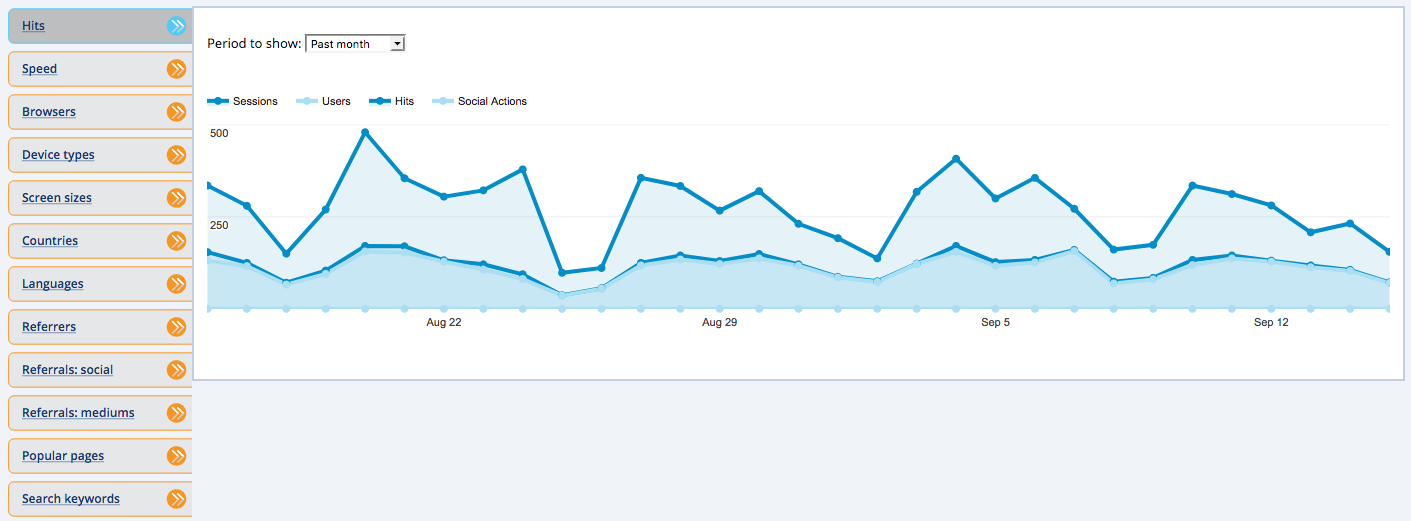 Hits
Speed
Browsers
Device types
Screen sizes
Countries
Languages
Referrers
Referrals: social
Referrals: mediums
Popular pages
Search keywords
Period to show: Past month
Sessions Users Hits Social Actions
500
250
Aug 22 Aug 29 Sep 5 Sep 12